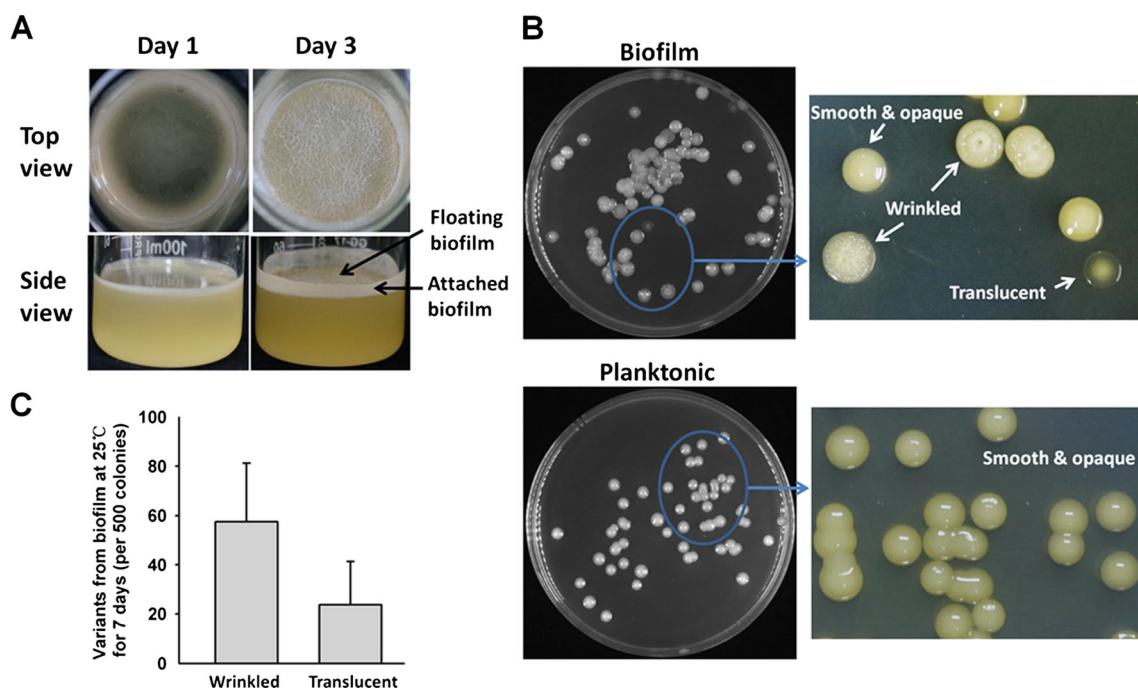 A
Day 1
Day 3
Top
view
Side
view
100ml
60
Floating
biofilm
Attached
biofilm
B
Biofilm
Smooth & opaque
Wrinkled
Translucent
Planktonic
Smooth & opaque
C
Variants from biofilm at 25℃
for 7 days (per 500 colonies)
100
80
60
40
20
0
Wrinkled
Translucent